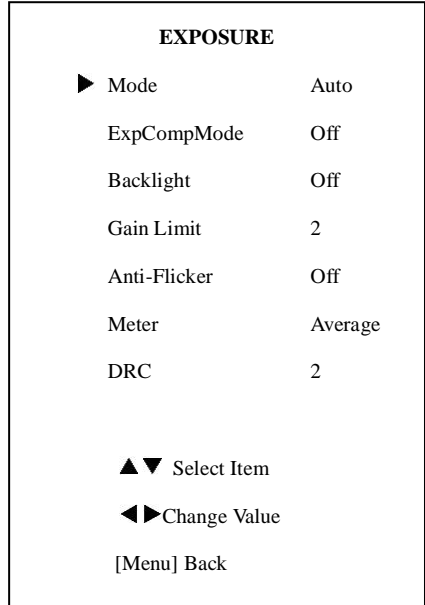 EXPOSURE
▶ Mode Auto
ExpCompMode Off
Backlight Off
Gain Limit 2
Anti-Flicker Off
Meter Average
DRC 2
▲▼ Select Item
◀▶Change Value
[Menu] Back